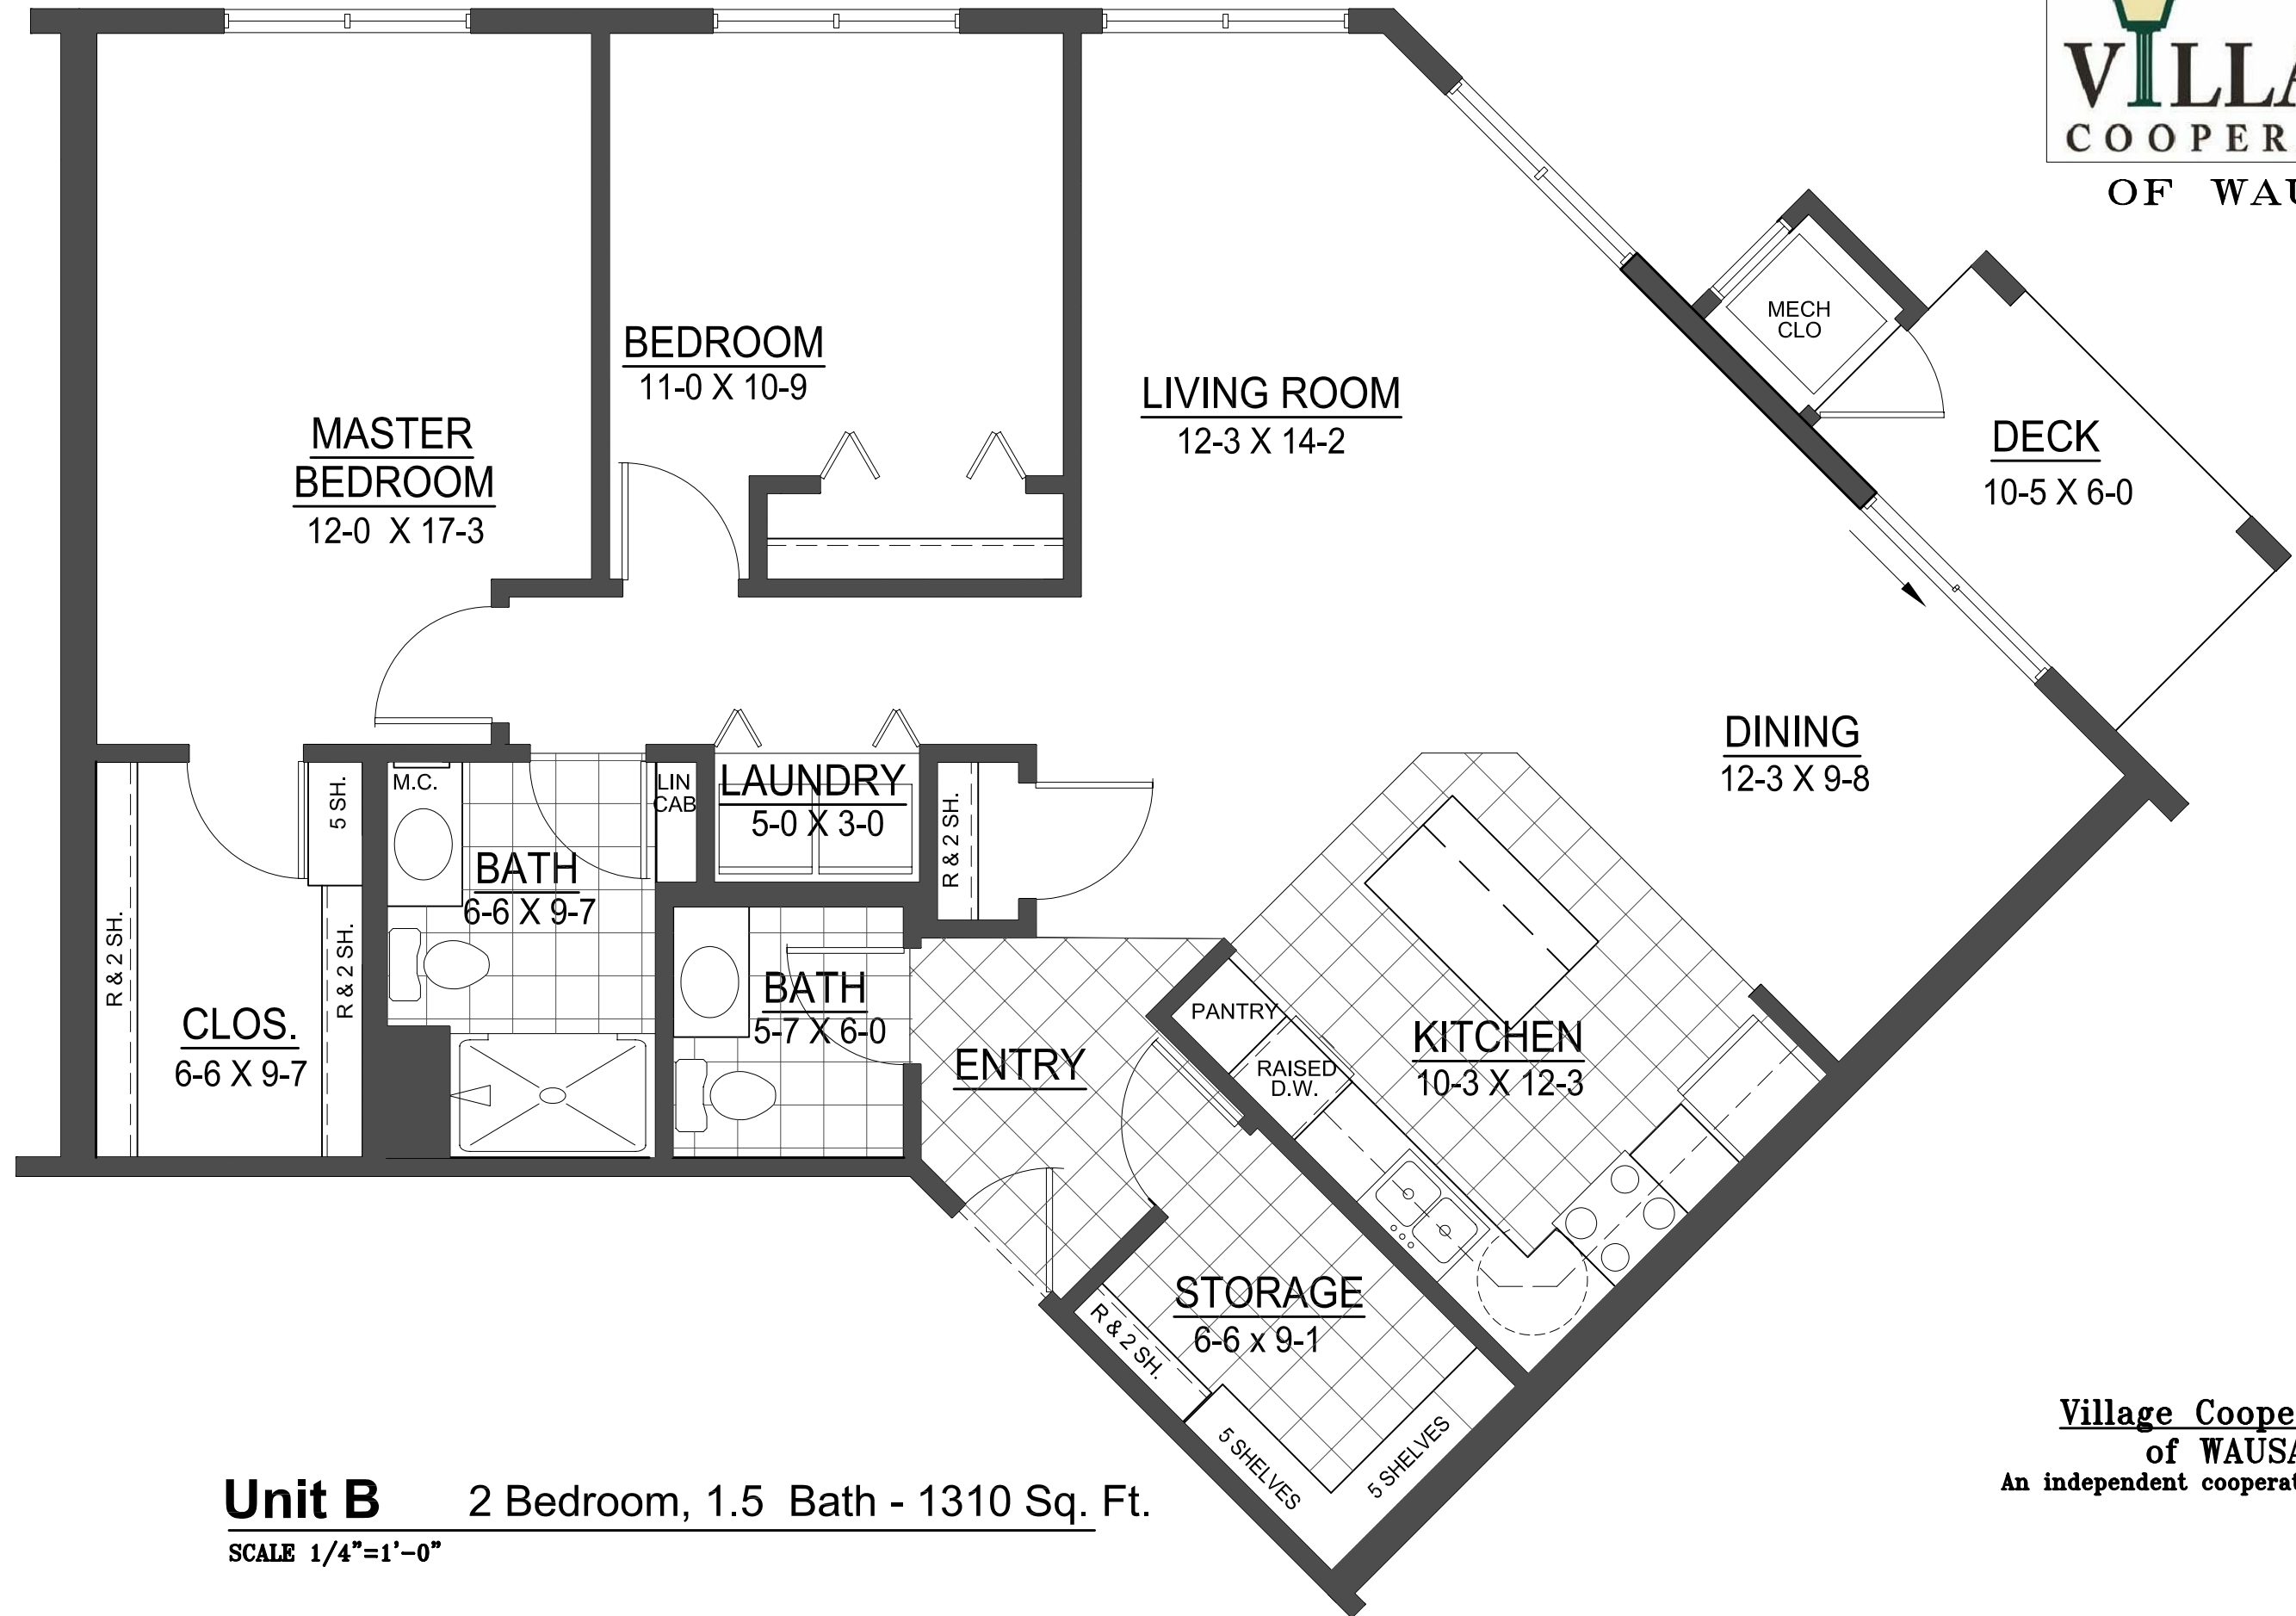 VILLA
COOPER
OF WAU
MECH
CLO
BEDROOM
11-0 X 10-9
LIVING ROOM
12-3 X 14-2
MASTER
BEDROOM
12-0 X 17-3
DECK
10-5 X 6-0
DINING
12-3 X 9-8
M.C.
5 SH.
LIN
CAB
LAUNDRY
5-0 X 3-0
R & 2 SH.
BATH
6-6 X 9-7
R & 2 SH.
R & 2 SH.
CLOS.
6-6 X 9-7
BATH
5-7 X 6-0
ENTRY
PANTRY
RAISED
D.W.
KITCHEN
10-3 X 12-3
STORAGE
6-6 x 9-1
R & 2 SH.
5 SHELVES
5 SHELVES
Unit B 2 Bedroom, 1.5 Bath - 1310 Sq. Ft.
SCALE 1/4"=1'-0"
Village Coope
of WAUSA
An independent cooperat